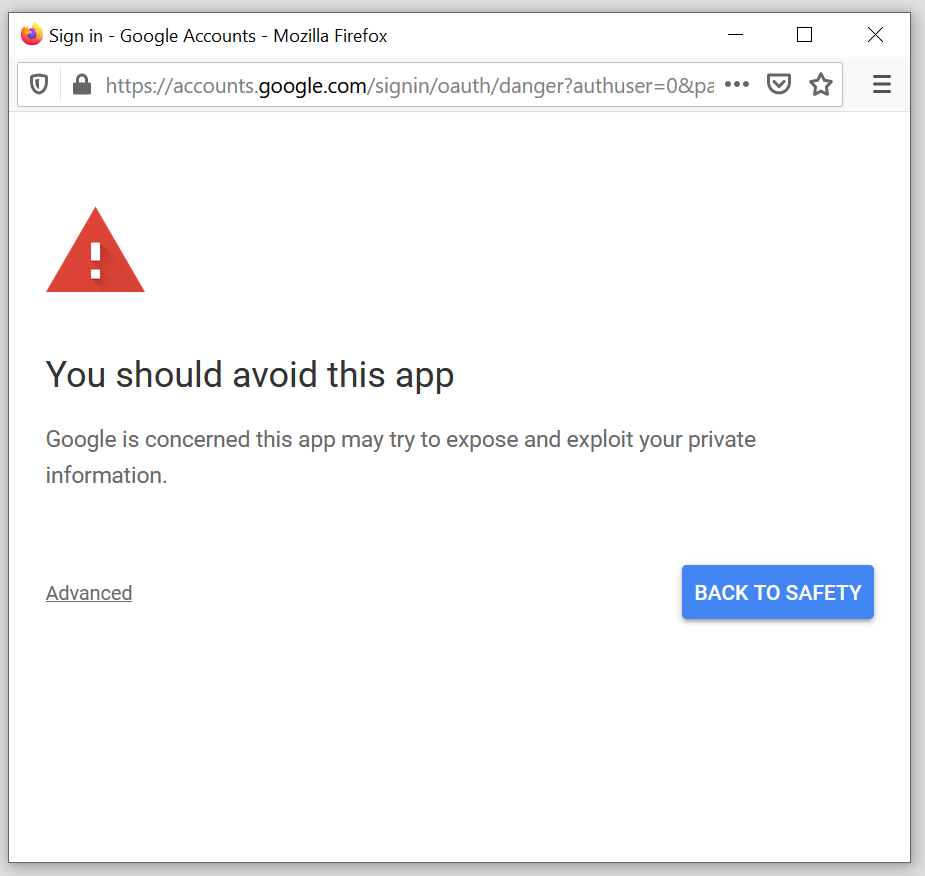 Sign in - Google Accounts - Mozilla Firefox
https://accounts.google.com/signin/oauth/danger?authuser=0&pa
You should avoid this app
Google is concerned this app may try to expose and exploit your private
information.
Advanced
BACK TO SAFETY